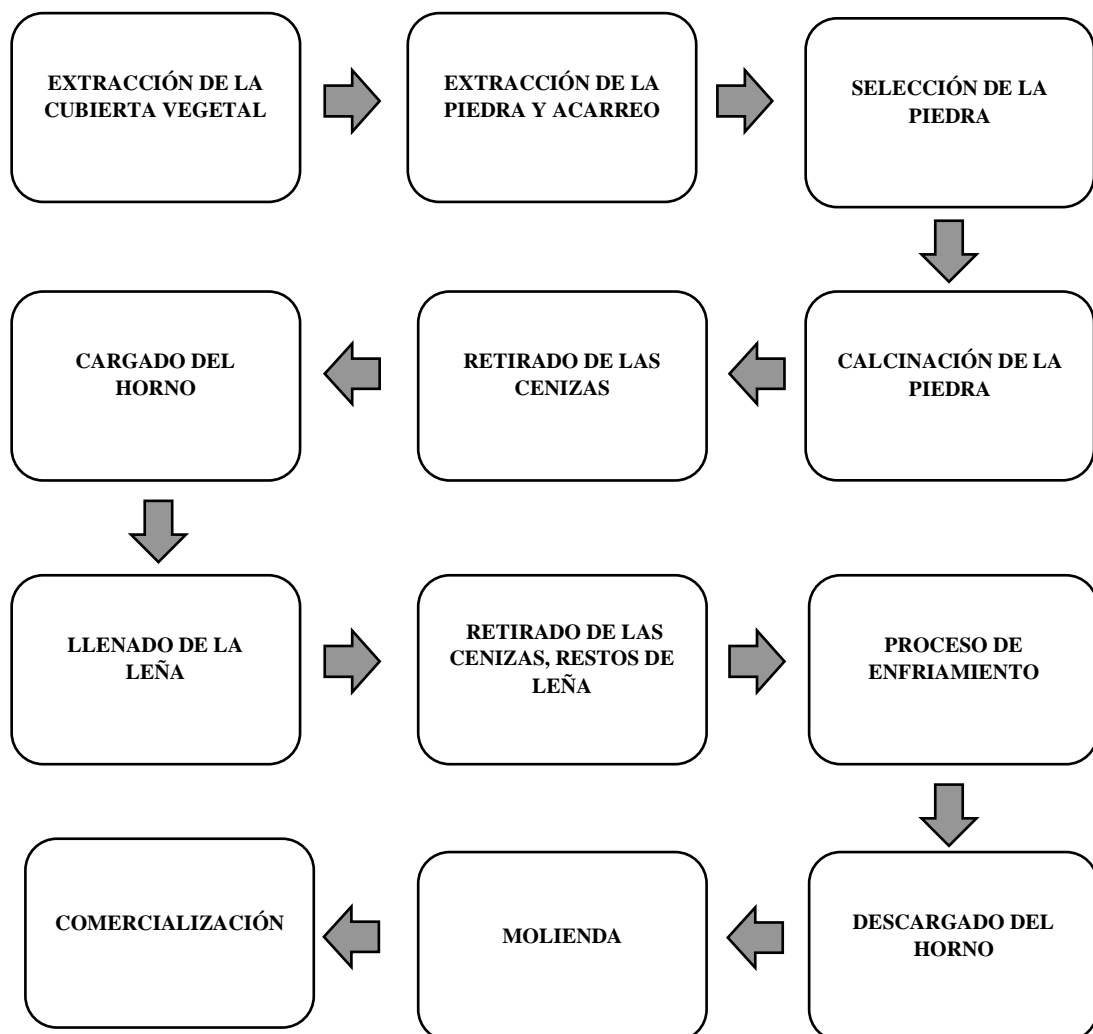 EXTRACCIÓN DE LA
CUBIERTA VEGETAL
EXTRACCIÓN DE LA
PIEDRA Y ACARREO
SELECCIÓN DE LA
PIEDRA
CALCINACIÓN DE LA
PIEDRA
RETIRADO DE LAS
CENIZAS
CARGADO DEL
HORNO
LLENADO DE LA
LEÑA
RETIRADO DE LAS
CENIZAS, RESTOS DE
LEÑA
PROCESO DE
ENFRIAMIENTO
DESCARGADO DEL
HORNO
MOLIENDA
COMERCIALIZACIÓN